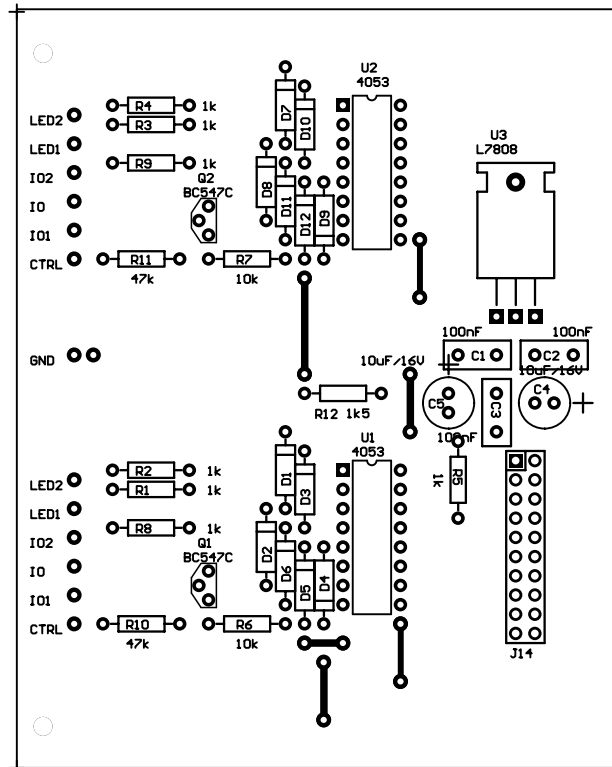 U2
4053
LED2
R4 1k
R3 1k
D7
D10
U3
L7808
LED1
R9 1k
IO2
Q2
BC547C
D8
D11
D12
D9
IO
IO1
CTRL
R11
47k
R7
10k
100nF
100nF
C1
C2
GND
10uF/16V
10uF/16V
C5
C3
C4
R12 1k5
100nF
U1
4053
R2 1k
LED2
R1 1k
D1
D3
R5
1k
LED1
R8 1k
IO2
Q1
BC547C
D2
D6
D5
D4
IO
IO1
CTRL
R10
47k
R6
10k
J14